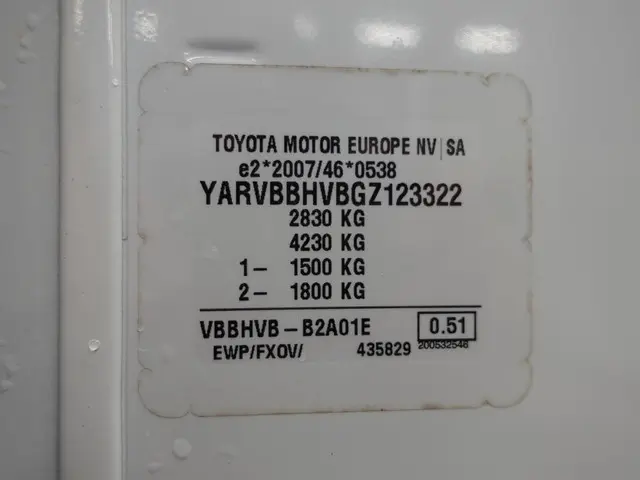 TOYOTA MOTOR EUROPE NV|SA
e2*2007/46*0538
YARVBBHVBGZ123322
2830 KG
4230 KG
1- 1500 KG
2- 1800 KG
VBBHVB-B2A01E 0.51
EWP/FXOV/ 435829 200532546